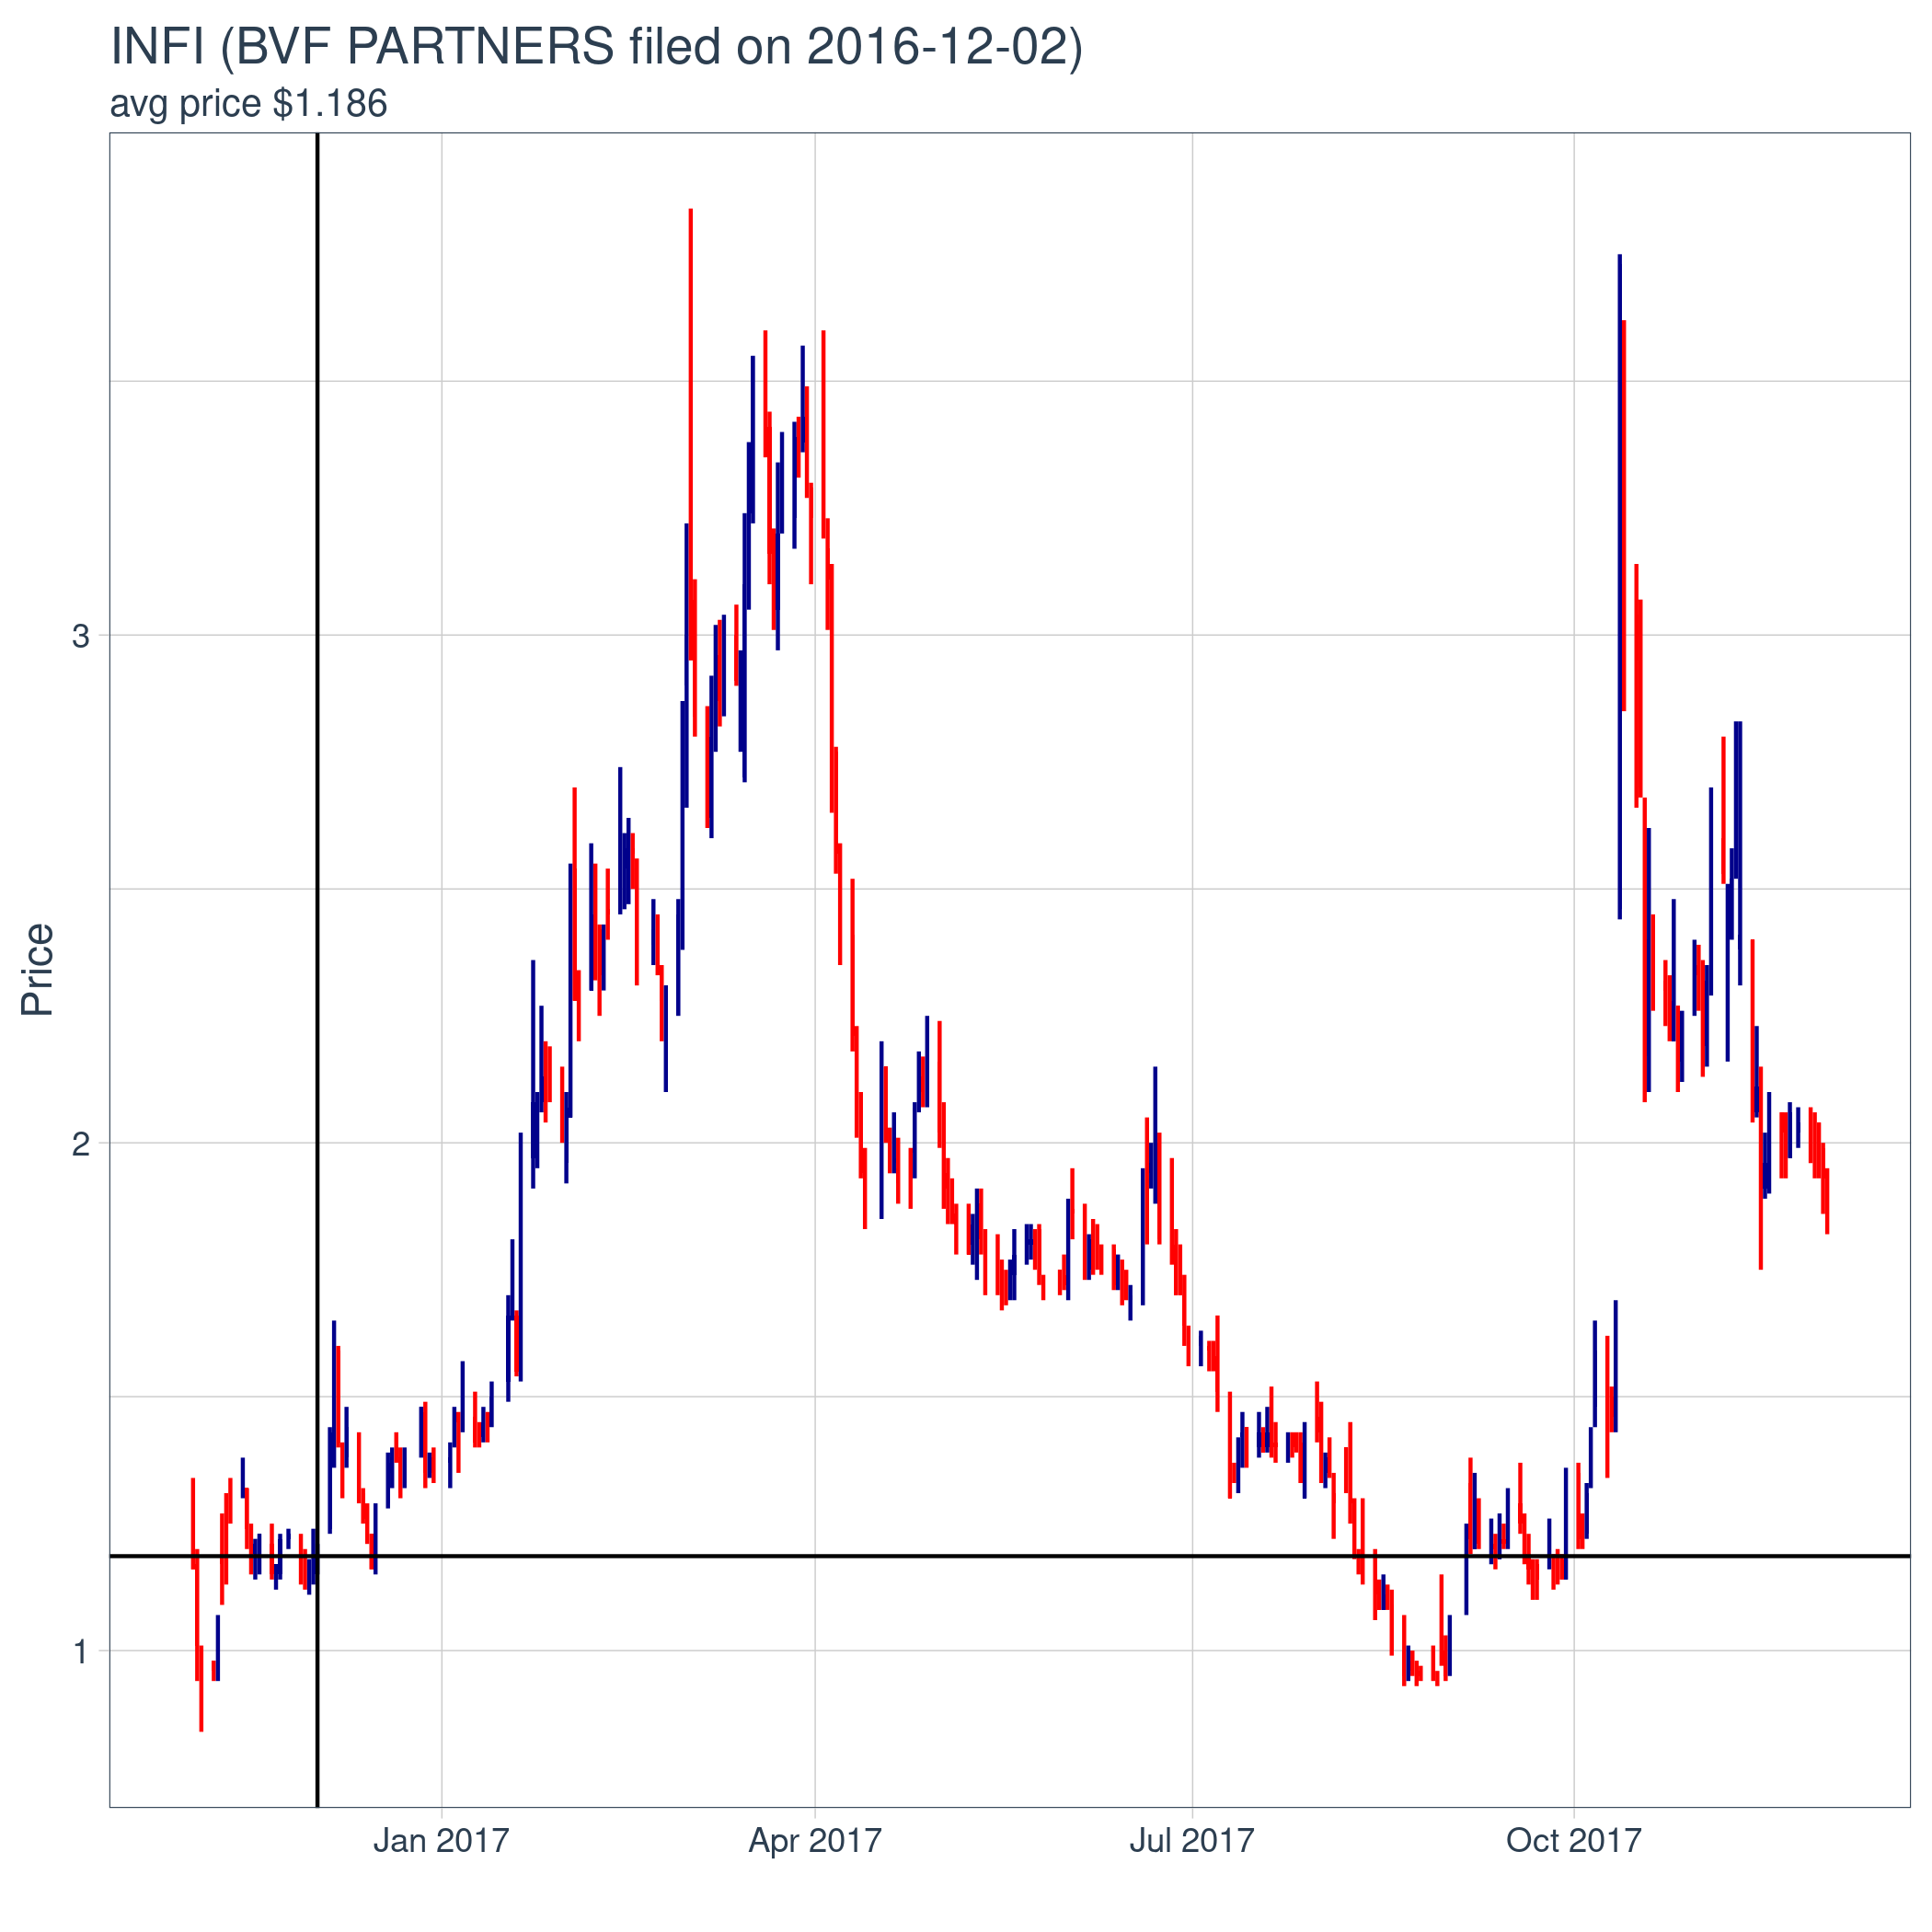 INFI (BVF PARTNERS filed on 2016-12-02)
avg price $1.186
Price
3
2
1
Jan 2017
Apr 2017
Jul 2017
Oct 2017